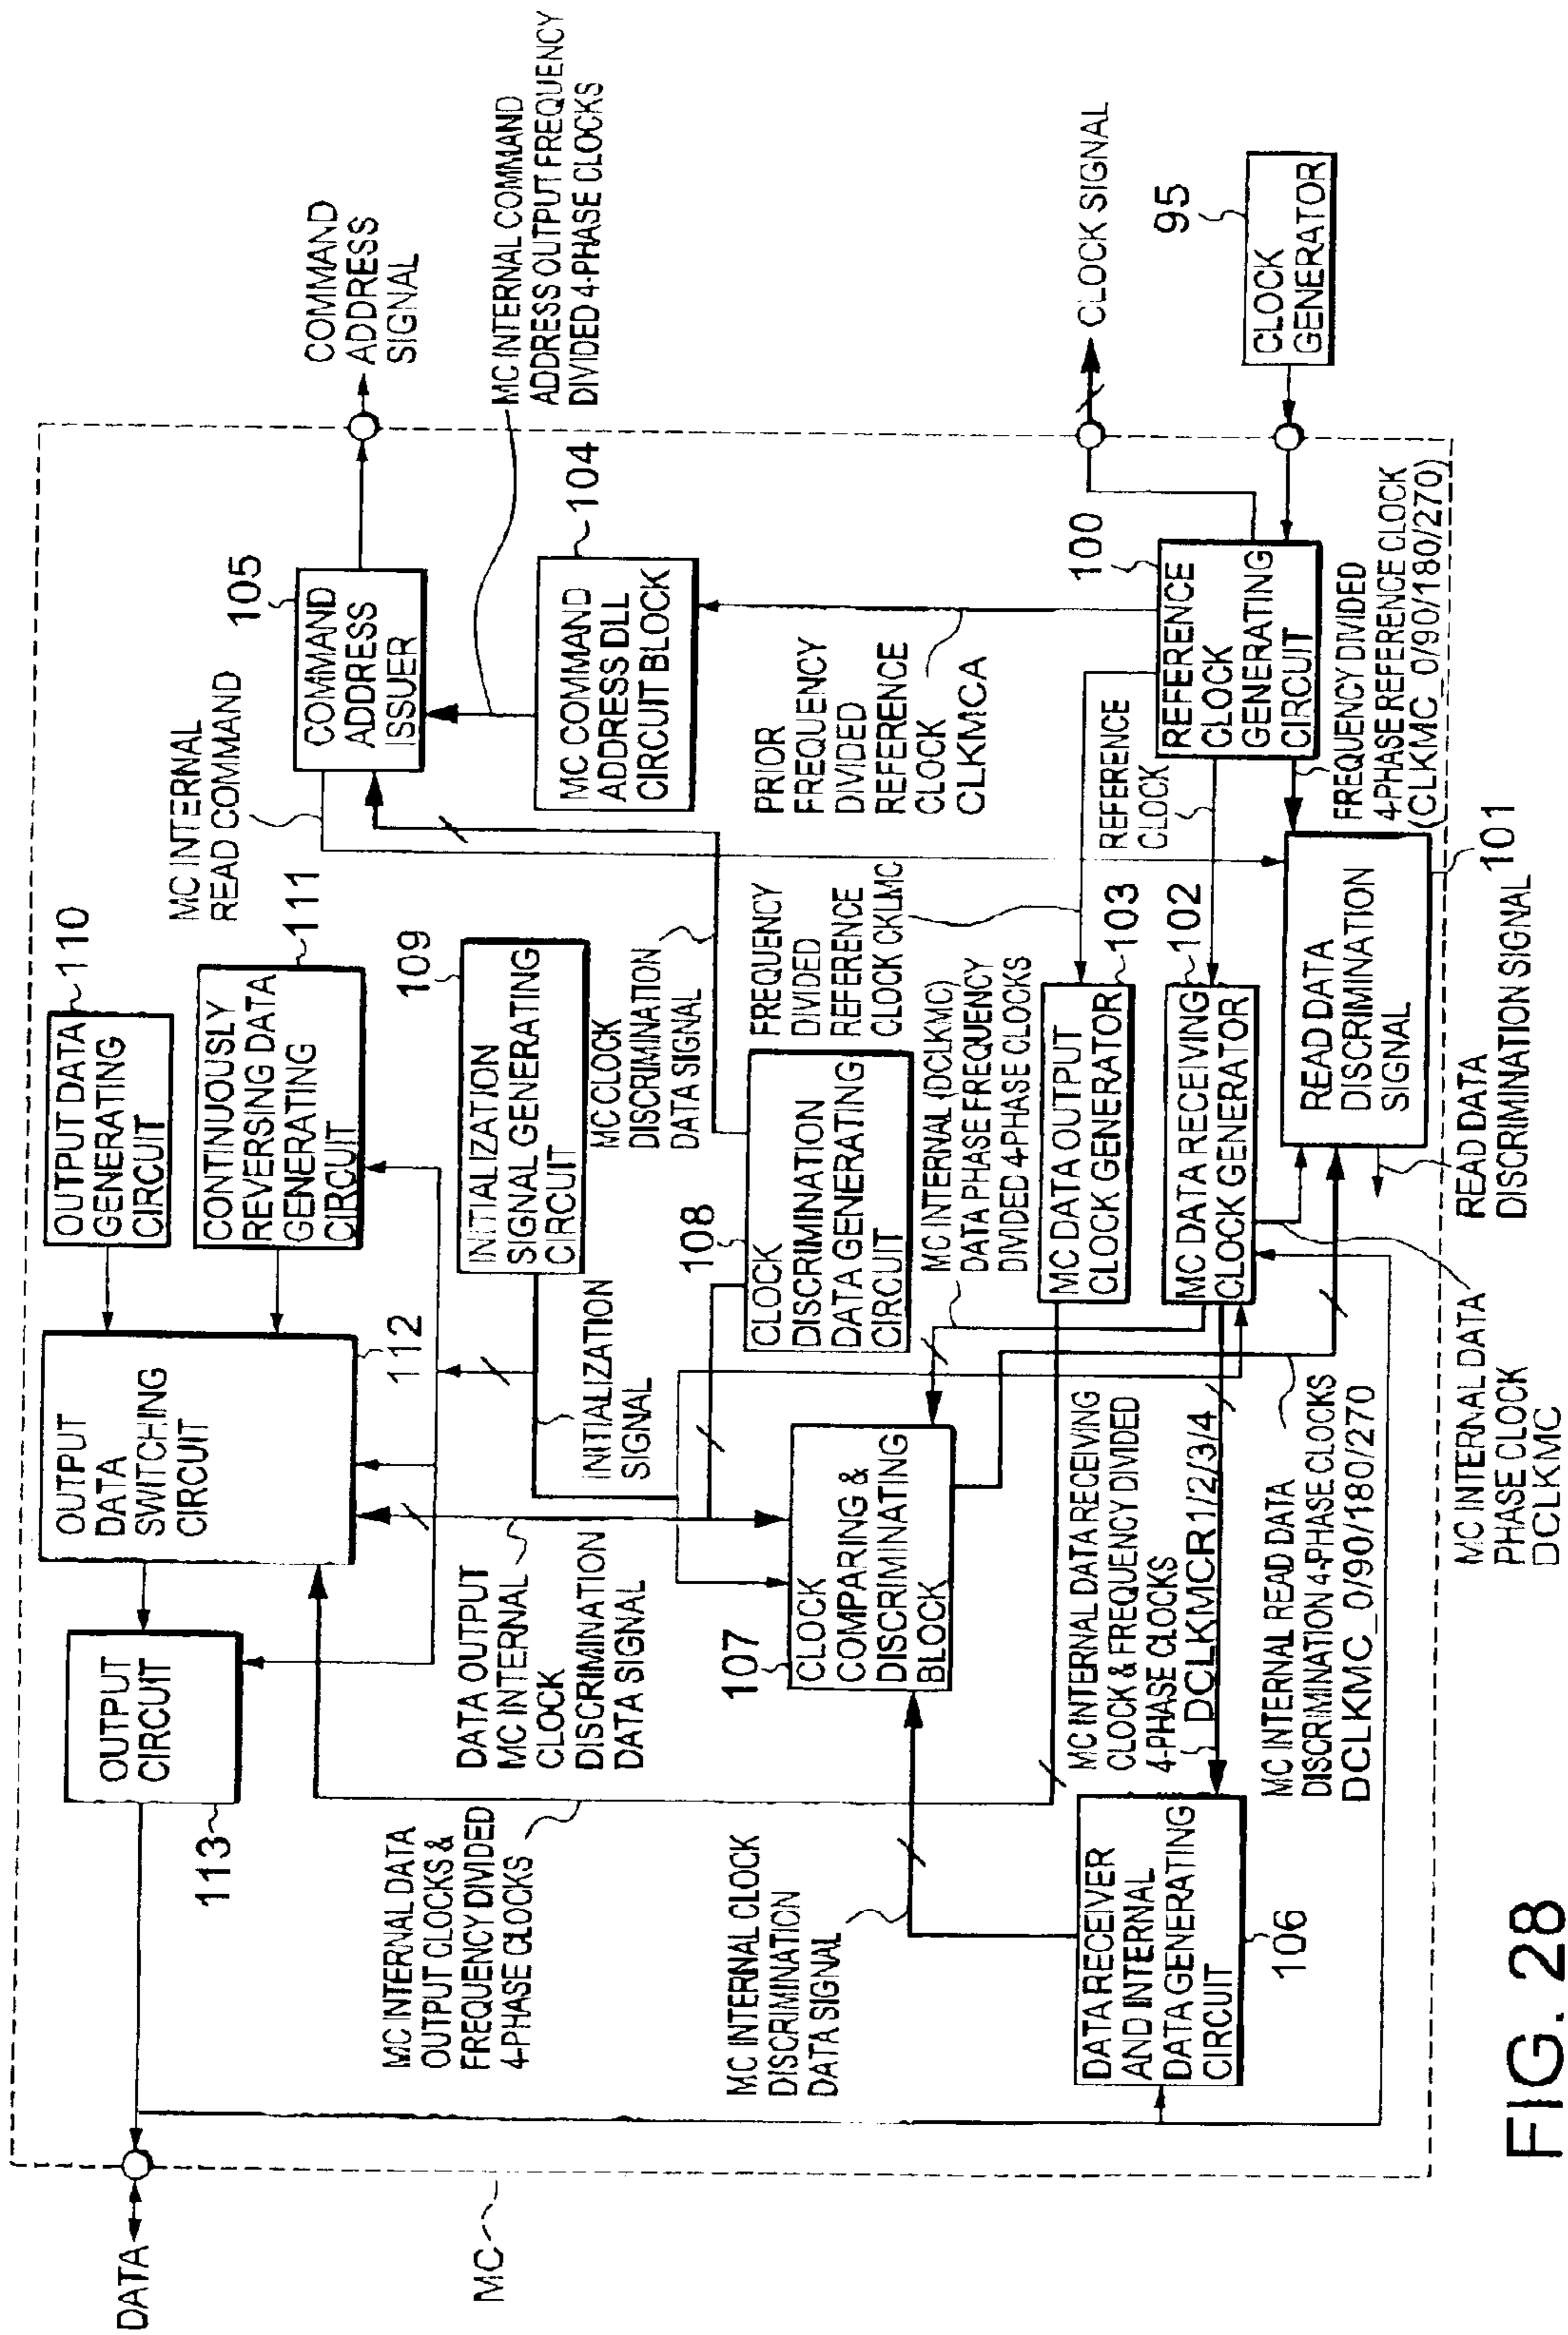 DATA
MC
113
OUTPUT
CIRCUIT
OUTPUT
DATA
SWITCHING
CIRCUIT
112
OUTPUT DATA
GENERATING
CIRCUIT
110
CONTINUOUSLY
REVERSING DATA
GENERATING
CIRCUIT
111
MC INTERNAL
READ COMMAND
105
COMMAND
ADDRESS
ISSUER
COMMAND
ADDRESS
SIGNAL
MC INTERNAL COMMAND
ADDRESS OUTPUT FREQUENCY
DIVIDED 4-PHASE CLOCKS
104
MC COMMAND
ADDRESS DLL
CIRCUIT BLOCK
109
INITIALIZATION
SIGNAL GENERATING
CIRCUIT
INITIALIZATION
SIGNAL
MC CLOCK
DISCRIMINATION
DATA SIGNAL
MC INTERNAL DATA
OUTPUT CLOCKS &
FREQUENCY DIVIDED
4-PHASE CLOCKS
DATA OUTPUT
MC INTERNAL
CLOCK
DISCRIMINATION
DATA SIGNAL
108
CLOCK
DISCRIMINATION
DATA GENERATING
CIRCUIT
107
CLOCK
COMPARING &
DISCRIMINATING
BLOCK
MC INTERNAL CLOCK
DISCRIMINATION
DATA SIGNAL
PRIOR
FREQUENCY
DIVIDED
REFERENCE
CLOCK
CLKMCA
FREQUENCY
DIVIDED
REFERENCE
CLOCK CKLMC
MC INTERNAL (DCLKMC)
DATA PHASE FREQUENCY
DIVIDED 4-PHASE CLOCKS
103
MC DATA OUTPUT
CLOCK GENERATOR
102
MC DATA RECEIVING
CLOCK GENERATOR
REFERENCE
CLOCK
100
REFERENCE
CLOCK
GENERATING
CIRCUIT
CLOCK SIGNAL
95
CLOCK
GENERATOR
FREQUENCY DIVIDED
4-PHASE REFERENCE CLOCK
(CLKMC_0/90/180/270)
MC INTERNAL DATA RECEIVING
CLOCK & FREQUENCY DIVIDED
4-PHASE CLOCKS
DCLKMCR1/2/3/4
DATA RECEIVER
AND INTERNAL
DATA GENERATING
CIRCUIT
106
MC INTERNAL READ DATA
DISCRIMINATION 4-PHASE CLOCKS
DCLKMC_0/90/180/270
READ DATA
DISCRIMINATION
SIGNAL
101
READ DATA
DISCRIMINATION SIGNAL
MC INTERNAL DATA
PHASE CLOCK
DCLKMC
FIG. 28